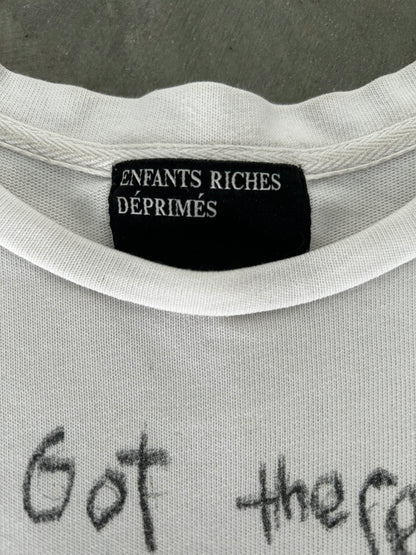 ENFANTS RICHES
DÉPRIMÉS
Got the